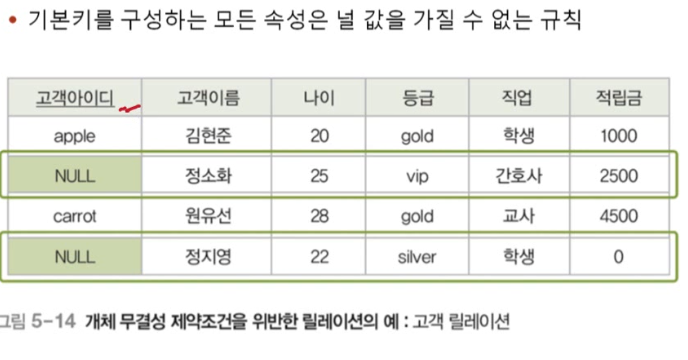 • 기본키를 구성하는 모든 속성은 널 값을 가질 수 없는 규칙
고객아이디 고객이름 나이 등급 직업 적립금
apple 김현준 20 gold 학생 1000
NULL 정소화 25 vip 간호사 2500
carrot 원유선 28 gold 교사 4500
NULL 정지영 22 silver 학생 0
그림 5-14 개체 무결성 제약조건을 위반한 릴레이션의 예 : 고객 릴레이션